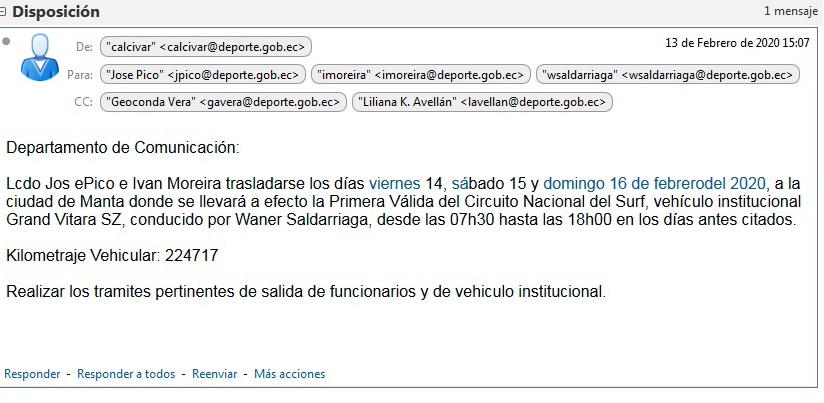 Disposición
1 mensaje
De: "calcivar" <calcivar@deporte.gob.ec>
13 de Febrero de 2020 15:07
Para: "Jose Pico" <jpico@deporte.gob.ec> "imoreira" <imoreira@deporte.gob.ec> "wsaldarriaga" <wsaldarriaga@deporte.gob.ec>
CC: "Geoconda Vera" <gavera@deporte.gob.ec> "Liliana K. Avellán" <lavellan@deporte.gob.ec>
Departamento de Comunicación:
Lcdo Jos ePico e Ivan Moreira trasladarse los días viernes 14, sábado 15 y domingo 16 de febrerodel 2020, a la
ciudad de Manta donde se llevará a efecto la Primera Válida del Circuito Nacional del Surf, vehículo institucional
Grand Vitara SZ, conducido por Waner Saldarriaga, desde las 07h30 hasta las 18h00 en los días antes citados.
Kilometraje Vehicular: 224717
Realizar los tramites pertinentes de salida de funcionarios y de vehiculo institucional.
Responder - Responder a todos - Reenviar - Más acciones